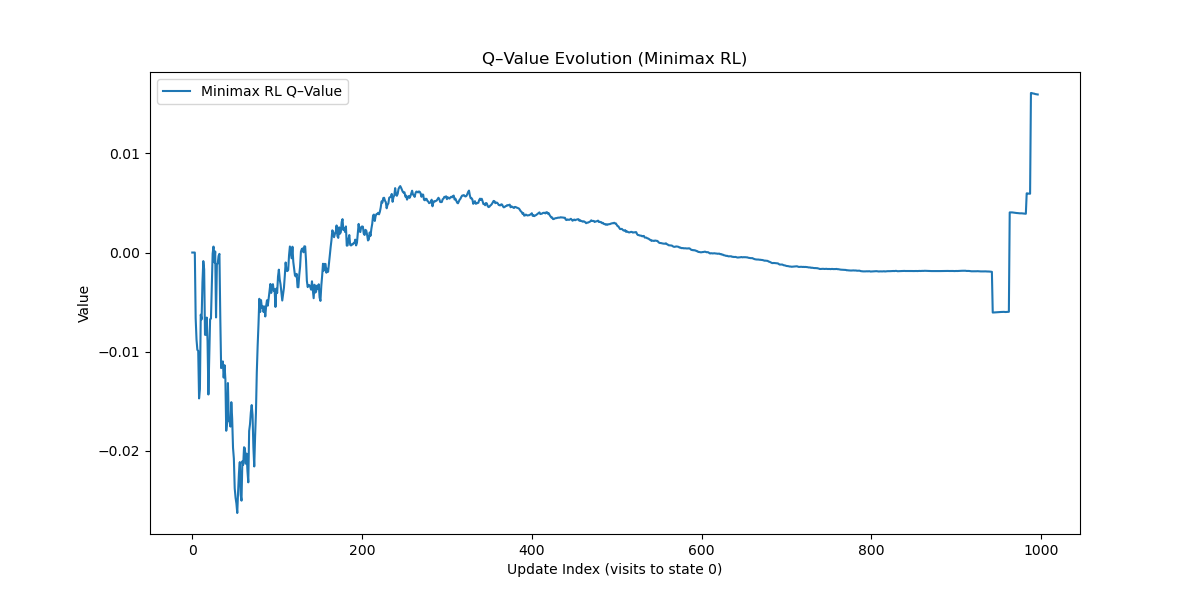 Q–Value Evolution (Minimax RL)
Minimax RL Q–Value
0.01
0.00
−0.01
−0.02
Value
0 200 400 600 800 1000
Update Index (visits to state 0)